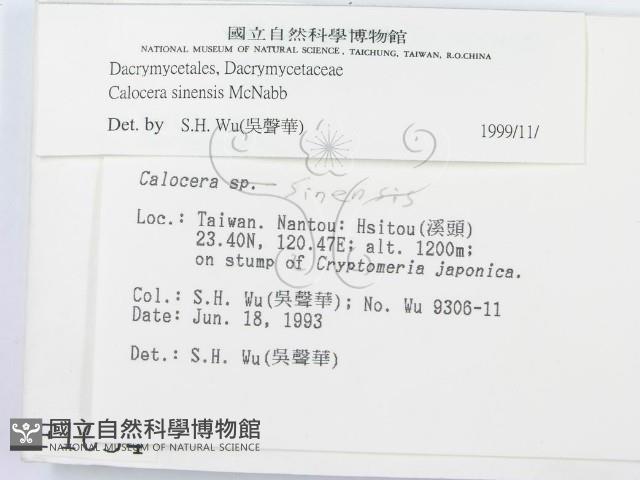 國立自然科學博物館
NATIONAL MUSEUM OF NATURAL SCIENCE, TAICHUNG, TAIWAN, R.O.CHINA
Dacrymycetales, Dacrymycetaceae
Calocera sinensis McNabb
Det. by S.H. Wu(吳聲華) 1999/11/
Calocera sp. sinensis
Loc.: Taiwan. Nantou: Hsitou(溪頭)
23.40N, 120.47E; alt. 1200m;
on stump of Cryptomeria japonica.
Col.: S.H. Wu(吳聲華); No. Wu 9306-11
Date: Jun. 18, 1993
Det.: S.H. Wu(吳聲華)
國立自然科學博物館
NATIONAL MUSEUM OF NATURAL SCIENCE